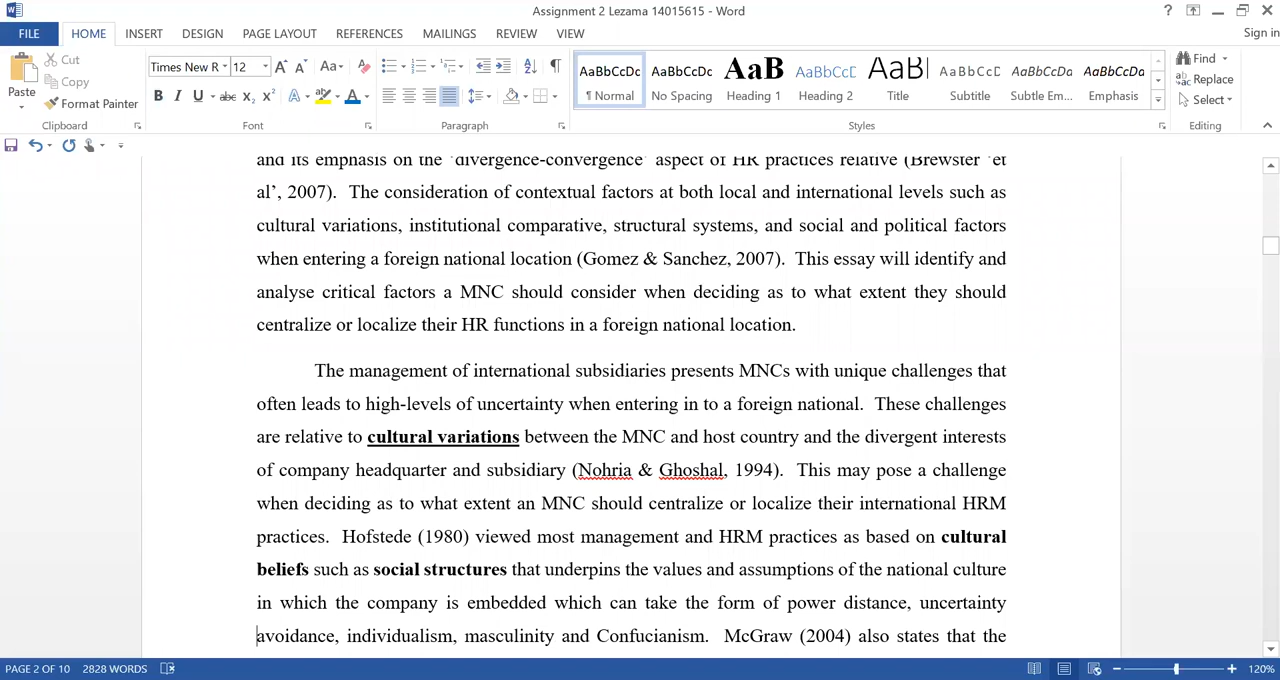 Assignment 2 Lezama 14015615 - Word
?
Sign in
FILE HOME INSERT DESIGN PAGE LAYOUT REFERENCES MAILINGS REVIEW VIEW
Paste
Cut
Copy
Format Painter
Clipboard
Times New R 12
Font
Paragraph
AaBbCcDc AaBbCcDc AaB AaBbCcD AaB AaBbCcD AaBbCcDa AaBbCcDa
¶ Normal No Spacing Heading 1 Heading 2 Title Subtitle Subtle Em... Emphasis
Styles
Find
Replace
Select
Editing
and its emphasis on the 'divergence-convergence' aspect of HR practices relative (Brewster 'et
al', 2007). The consideration of contextual factors at both local and international levels such as
cultural variations, institutional comparative, structural systems, and social and political factors
when entering a foreign national location (Gomez & Sanchez, 2007). This essay will identify and
analyse critical factors a MNC should consider when deciding as to what extent they should
centralize or localize their HR functions in a foreign national location.
The management of international subsidiaries presents MNCs with unique challenges that
often leads to high-levels of uncertainty when entering in to a foreign national. These challenges
are relative to cultural variations between the MNC and host country and the divergent interests
of company headquarter and subsidiary (Nohria & Ghoshal, 1994). This may pose a challenge
when deciding as to what extent an MNC should centralize or localize their international HRM
practices. Hofstede (1980) viewed most management and HRM practices as based on cultural
beliefs such as social structures that underpins the values and assumptions of the national culture
in which the company is embedded which can take the form of power distance, uncertainty
avoidance, individualism, masculinity and Confucianism. McGraw (2004) also states that the
PAGE 2 OF 10 2828 WORDS 120%